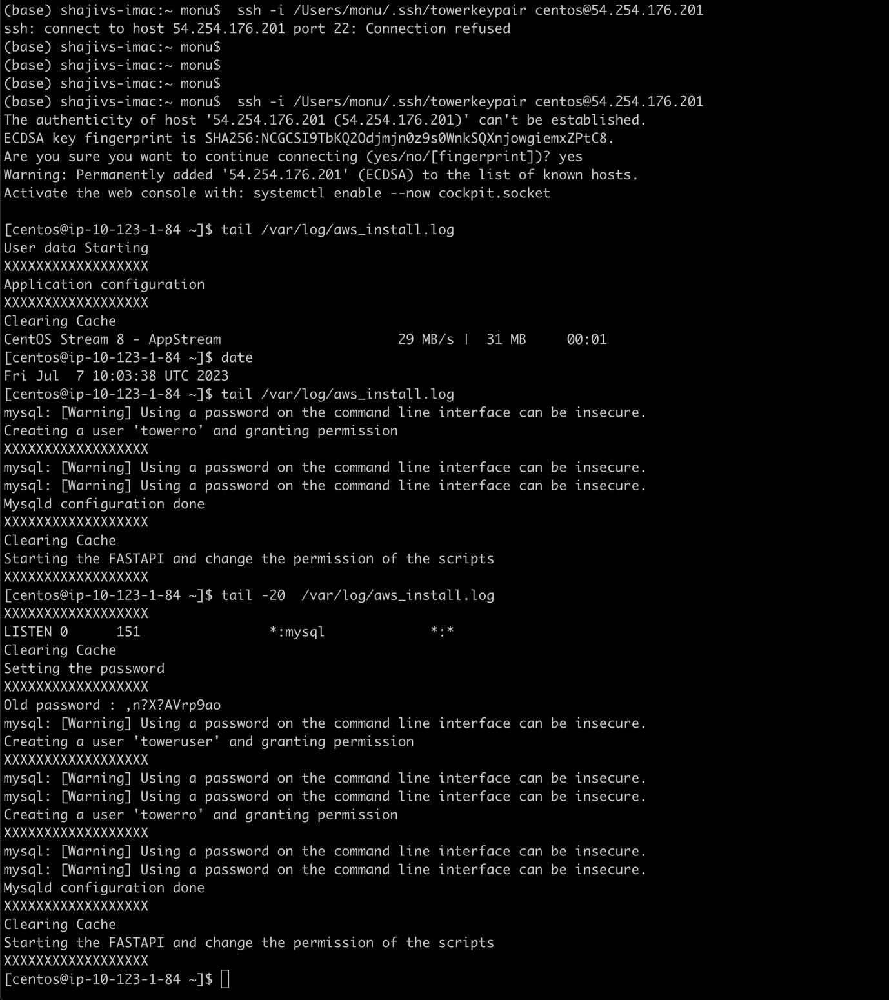 (base) shajivs-imac:~ monu$  ssh -i /Users/monu/.ssh/towerkeypair centos@54.254.176.201
ssh: connect to host 54.254.176.201 port 22: Connection refused
(base) shajivs-imac:~ monu$
(base) shajivs-imac:~ monu$
(base) shajivs-imac:~ monu$
(base) shajivs-imac:~ monu$  ssh -i /Users/monu/.ssh/towerkeypair centos@54.254.176.201
The authenticity of host '54.254.176.201 (54.254.176.201)' can't be established.
ECDSA key fingerprint is SHA256:NCGCSI9TbKQ2Odjmjn0z9s0WnkSQXnjowgiemxZPtC8.
Are you sure you want to continue connecting (yes/no/[fingerprint])? yes
Warning: Permanently added '54.254.176.201' (ECDSA) to the list of known hosts.
Activate the web console with: systemctl enable --now cockpit.socket
[centos@ip-10-123-1-84 ~]$ tail /var/log/aws_install.log
User data Starting
XXXXXXXXXXXXXXXXXX
Application configuration
XXXXXXXXXXXXXXXXXX
Clearing Cache
CentOS Stream 8 - AppStream                      29 MB/s |  31 MB     00:01
[centos@ip-10-123-1-84 ~]$ date
Fri Jul  7 10:03:38 UTC 2023
[centos@ip-10-123-1-84 ~]$ tail /var/log/aws_install.log
mysql: [Warning] Using a password on the command line interface can be insecure.
Creating a user 'towerro' and granting permission
XXXXXXXXXXXXXXXXXX
mysql: [Warning] Using a password on the command line interface can be insecure.
mysql: [Warning] Using a password on the command line interface can be insecure.
Mysqld configuration done
XXXXXXXXXXXXXXXXXX
Clearing Cache
Starting the FASTAPI and change the permission of the scripts
XXXXXXXXXXXXXXXXXX
[centos@ip-10-123-1-84 ~]$ tail -20  /var/log/aws_install.log
XXXXXXXXXXXXXXXXXX
LISTEN 0      151                *:mysql             *:*
Clearing Cache
Setting the password
XXXXXXXXXXXXXXXXXX
Old password : ,n?X?AVrp9ao
mysql: [Warning] Using a password on the command line interface can be insecure.
Creating a user 'toweruser' and granting permission
XXXXXXXXXXXXXXXXXX
mysql: [Warning] Using a password on the command line interface can be insecure.
mysql: [Warning] Using a password on the command line interface can be insecure.
Creating a user 'towerro' and granting permission
XXXXXXXXXXXXXXXXXX
mysql: [Warning] Using a password on the command line interface can be insecure.
mysql: [Warning] Using a password on the command line interface can be insecure.
Mysqld configuration done
XXXXXXXXXXXXXXXXXX
Clearing Cache
Starting the FASTAPI and change the permission of the scripts
XXXXXXXXXXXXXXXXXX
[centos@ip-10-123-1-84 ~]$